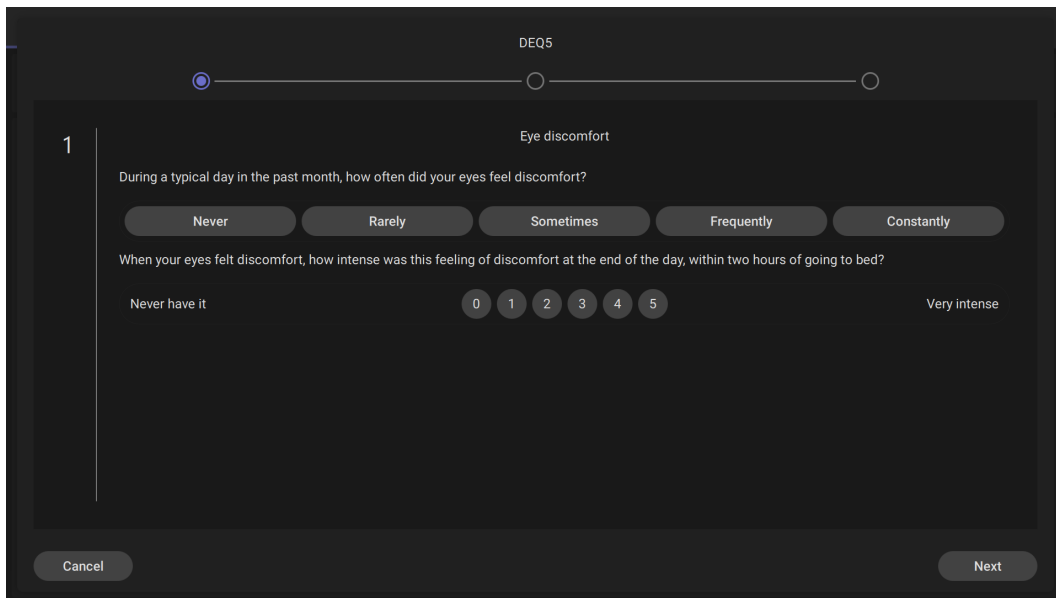 DEQ5
1
Eye discomfort
During a typical day in the past month, how often did your eyes feel discomfort?
Never Rarely Sometimes Frequently Constantly
When your eyes felt discomfort, how intense was this feeling of discomfort at the end of the day, within two hours of going to bed?
Never have it 0 1 2 3 4 5 Very intense
Cancel Next